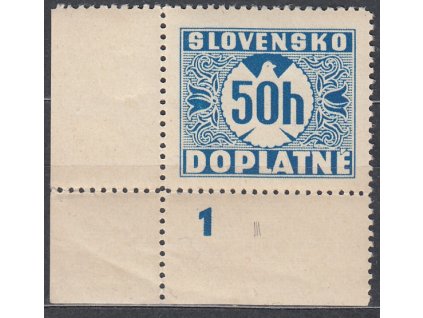 SLOVENSKO
50h
DOPLATNÉ
1